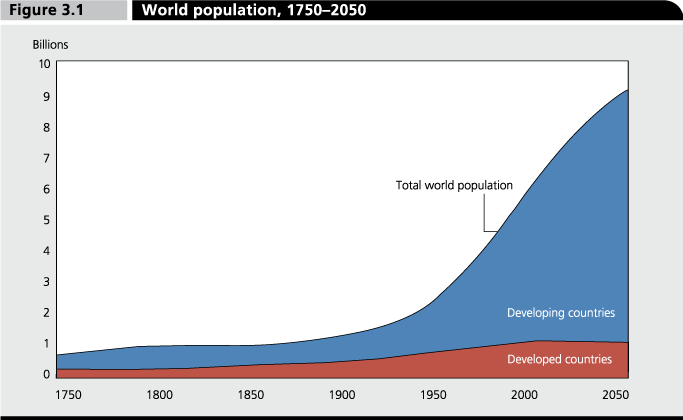 Figure 3.1
World population, 1750–2050
Billions
10
9
8
7
6
5
4
3
2
1
0
Total world population
Developing countries
Developed countries
1750 1800 1850 1900 1950 2000 2050